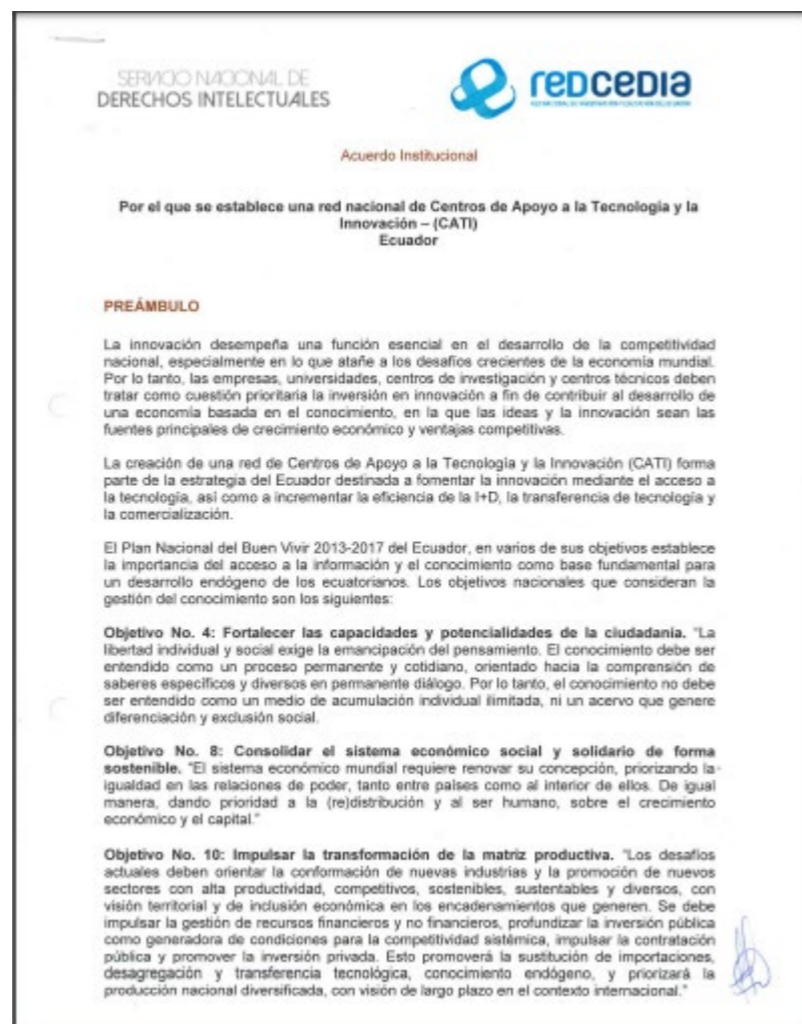 SERVICIO NACIONAL DE
DERECHOS INTELECTUALES
redcedia
Acuerdo Institucional
Por el que se establece una red nacional de Centros de Apoyo a la Tecnología y la
Innovación – (CATI)
Ecuador
PREÁMBULO
La innovación desempeña una función esencial en el desarrollo de la competitividad
nacional, especialmente en lo que atañe a los desafíos crecientes de la economía mundial.
Por lo tanto, las empresas, universidades, centros de investigación y centros técnicos deben
tratar como cuestión prioritaria la inversión en innovación a fin de contribuir al desarrollo de
una economía basada en el conocimiento, en la que las ideas y la innovación sean las
fuentes principales de crecimiento económico y ventajas competitivas.
La creación de una red de Centros de Apoyo a la Tecnología y la Innovación (CATI) forma
parte de la estrategia del Ecuador destinada a fomentar la innovación mediante el acceso a
la tecnología, así como a incrementar la eficiencia de la I+D, la transferencia de tecnología y
la comercialización.
El Plan Nacional del Buen Vivir 2013-2017 del Ecuador, en varios de sus objetivos establece
la importancia del acceso a la información y el conocimiento como base fundamental para
un desarrollo endógeno de los ecuatorianos. Los objetivos nacionales que consideran la
gestión del conocimiento son los siguientes:
Objetivo No. 4: Fortalecer las capacidades y potencialidades de la ciudadanía. "La
libertad individual y social exige la emancipación del pensamiento. El conocimiento debe ser
entendido como un proceso permanente y cotidiano, orientado hacia la comprensión de
saberes específicos y diversos en permanente diálogo. Por lo tanto, el conocimiento no debe
ser entendido como un medio de acumulación individual ilimitada, ni un acervo que genere
diferenciación y exclusión social.
Objetivo No. 8: Consolidar el sistema económico social y solidario de forma
sostenible. "El sistema económico mundial requiere renovar su concepción, priorizando la
igualdad en las relaciones de poder, tanto entre países como al interior de ellos. De igual
manera, dando prioridad a la (re)distribución y al ser humano, sobre el crecimiento
económico y el capital."
Objetivo No. 10: Impulsar la transformación de la matriz productiva. "Los desafíos
actuales deben orientar la conformación de nuevas industrias y la promoción de nuevos
sectores con alta productividad, competitivos, sostenibles, sustentables y diversos, con
visión territorial y de inclusión económica en los encadenamientos que generen. Se debe
impulsar la gestión de recursos financieros y no financieros, profundizar la inversión pública
como generadora de condiciones para la competitividad sistémica, impulsar la contratación
pública y promover la inversión privada. Esto promoverá la sustitución de importaciones,
desagregación y transferencia tecnológica, conocimiento endógeno, y priorizará la
producción nacional diversificada, con visión de largo plazo en el contexto internacional."